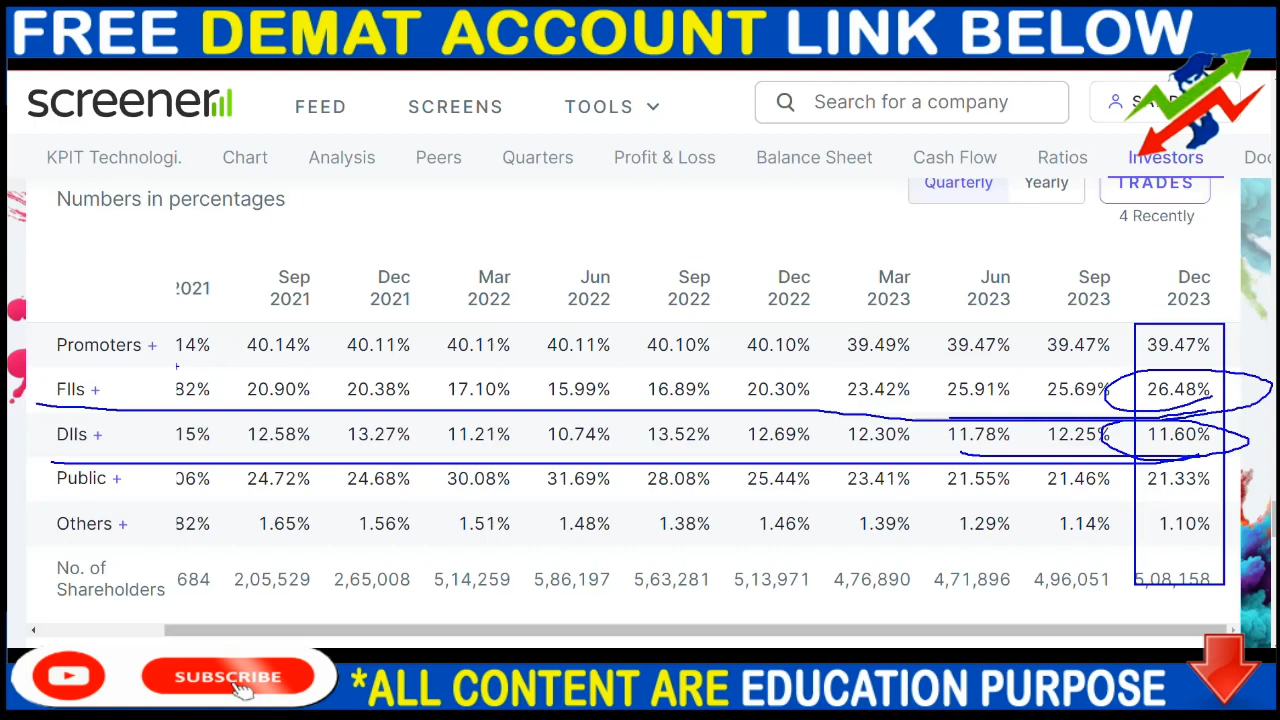 FREE DEMAT ACCOUNT LINK BELOW
screener FEED SCREENS TOOLS Search for a company
KPIT Technologi. Chart Analysis Peers Quarters Profit & Loss Balance Sheet Cash Flow Ratios Investors
Numbers in percentages Quarterly Yearly TRADES
4 Recently
Sep Dec Mar Jun Sep Dec Mar Jun Sep Dec
2021 2021 2021 2022 2022 2022 2022 2023 2023 2023 2023
Promoters + 14% 40.14% 40.11% 40.11% 40.11% 40.10% 40.10% 39.49% 39.47% 39.47% 39.47%
FIIs + 82% 20.90% 20.38% 17.10% 15.99% 16.89% 20.30% 23.42% 25.91% 25.69% 26.48%
DIIs + 15% 12.58% 13.27% 11.21% 10.74% 13.52% 12.69% 12.30% 11.78% 12.25% 11.60%
Public + 06% 24.72% 24.68% 30.08% 31.69% 28.08% 25.44% 23.41% 21.55% 21.46% 21.33%
Others + 82% 1.65% 1.56% 1.51% 1.48% 1.38% 1.46% 1.39% 1.29% 1.14% 1.10%
No. of
Shareholders 684 2,05,529 2,65,008 5,14,259 5,86,197 5,63,281 5,13,971 4,76,890 4,71,896 4,96,051 5,08,158
SUBSCRIBE
*ALL CONTENT ARE EDUCATION PURPOSE